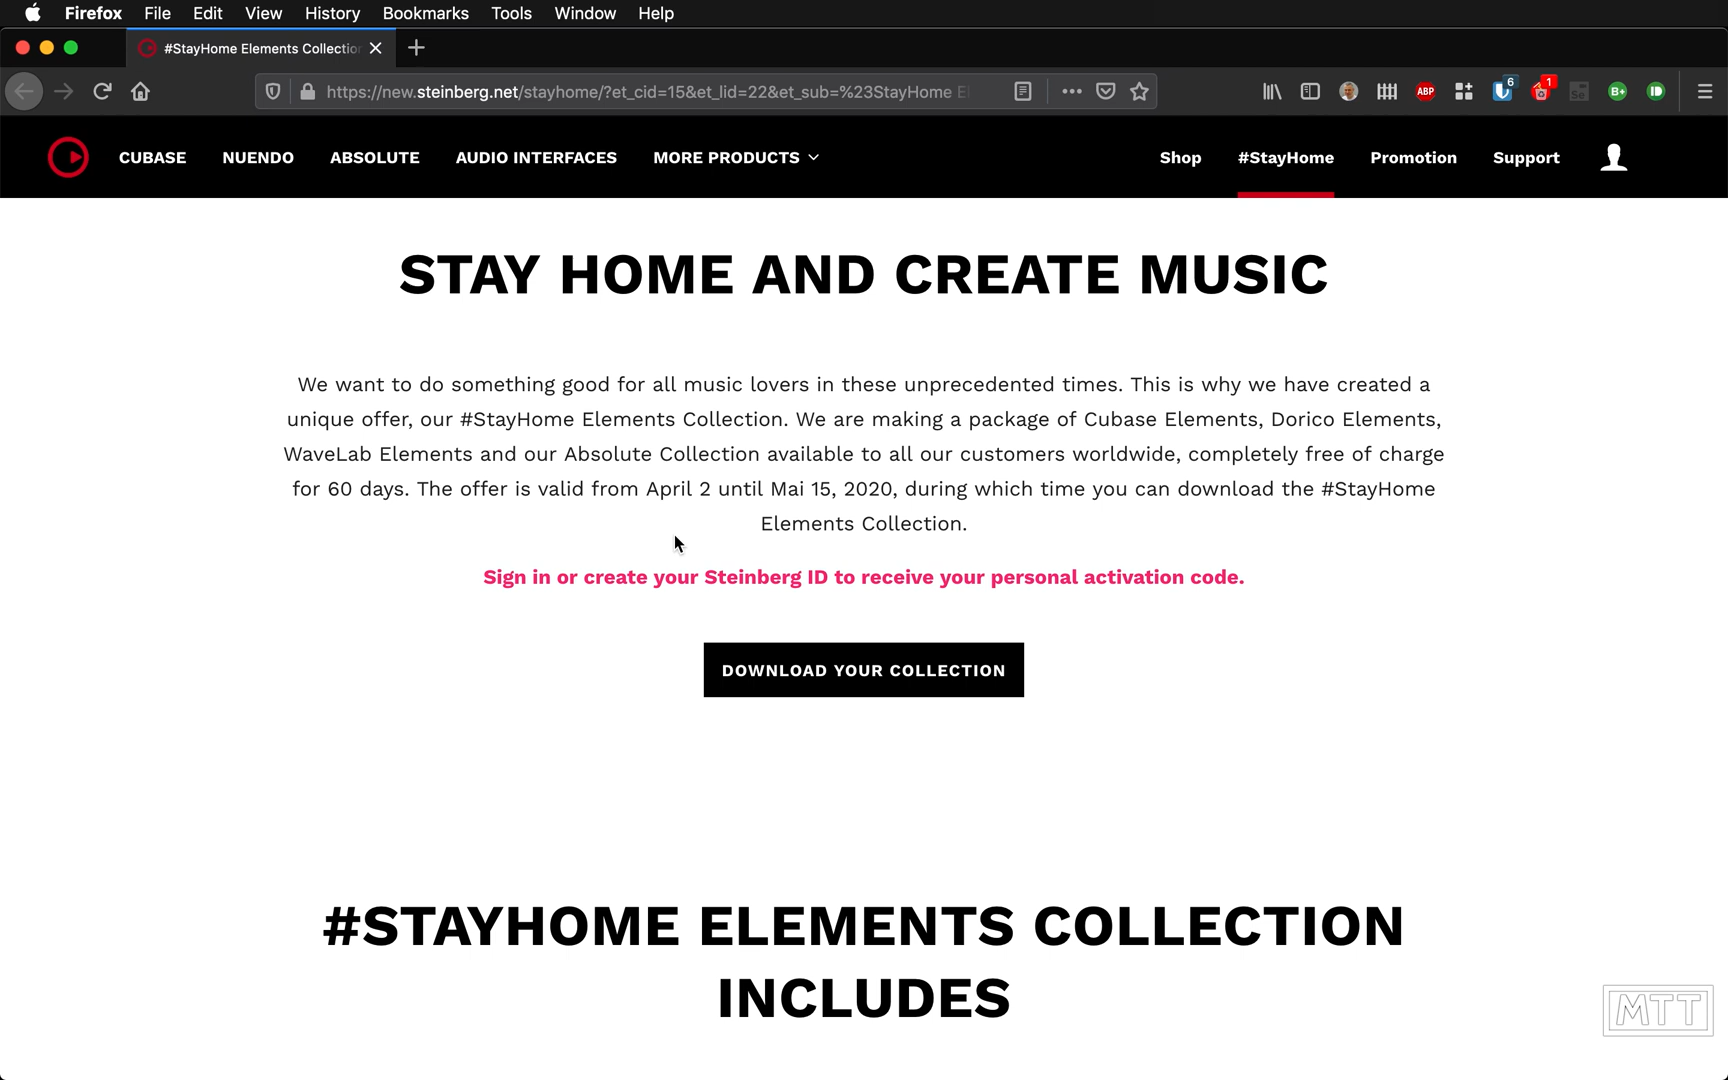 Firefox File Edit View History Bookmarks Tools Window Help
#StayHome Elements Collection
https://new.steinberg.net/stayhome/?et_cid=15&et_lid=22&et_sub=%23StayHome E
ABP 6 1 B+
CUBASE NUENDO ABSOLUTE AUDIO INTERFACES MORE PRODUCTS Shop #StayHome Promotion Support
STAY HOME AND CREATE MUSIC
We want to do something good for all music lovers in these unprecedented times. This is why we have created a
unique offer, our #StayHome Elements Collection. We are making a package of Cubase Elements, Dorico Elements,
WaveLab Elements and our Absolute Collection available to all our customers worldwide, completely free of charge
for 60 days. The offer is valid from April 2 until Mai 15, 2020, during which time you can download the #StayHome
Elements Collection.
Sign in or create your Steinberg ID to receive your personal activation code.
DOWNLOAD YOUR COLLECTION
#STAYHOME ELEMENTS COLLECTION
INCLUDES
MTT